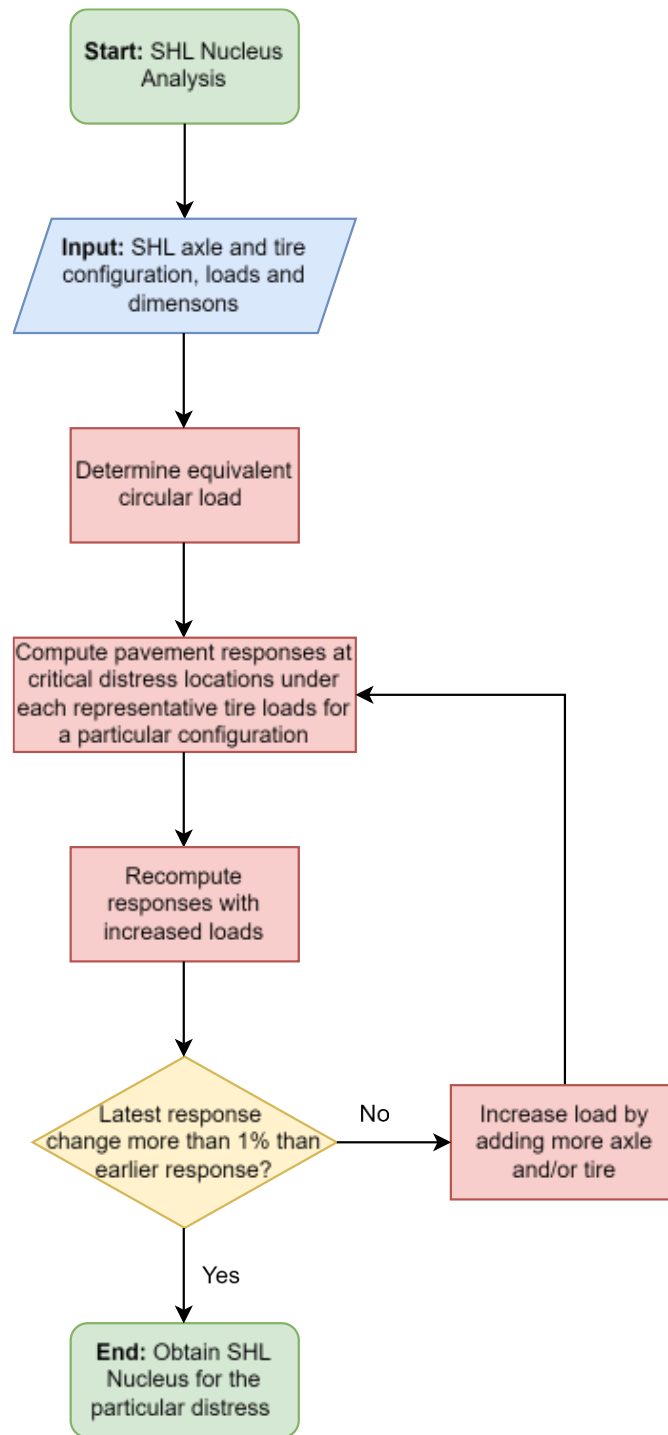 Start: SHL Nucleus
Analysis
Input: SHL axle and tire
configuration, loads and
dimensons
Determine equivalent
circular load
Compute pavement responses at
critical distress locations under
each representative tire loads for
a particular configuration
Recompute
responses with
increased loads
Latest response
change more than 1% than
earlier response?
No
Increase load by
adding more axle
and/or tire
Yes
End: Obtain SHL
Nucleus for the
particular distress